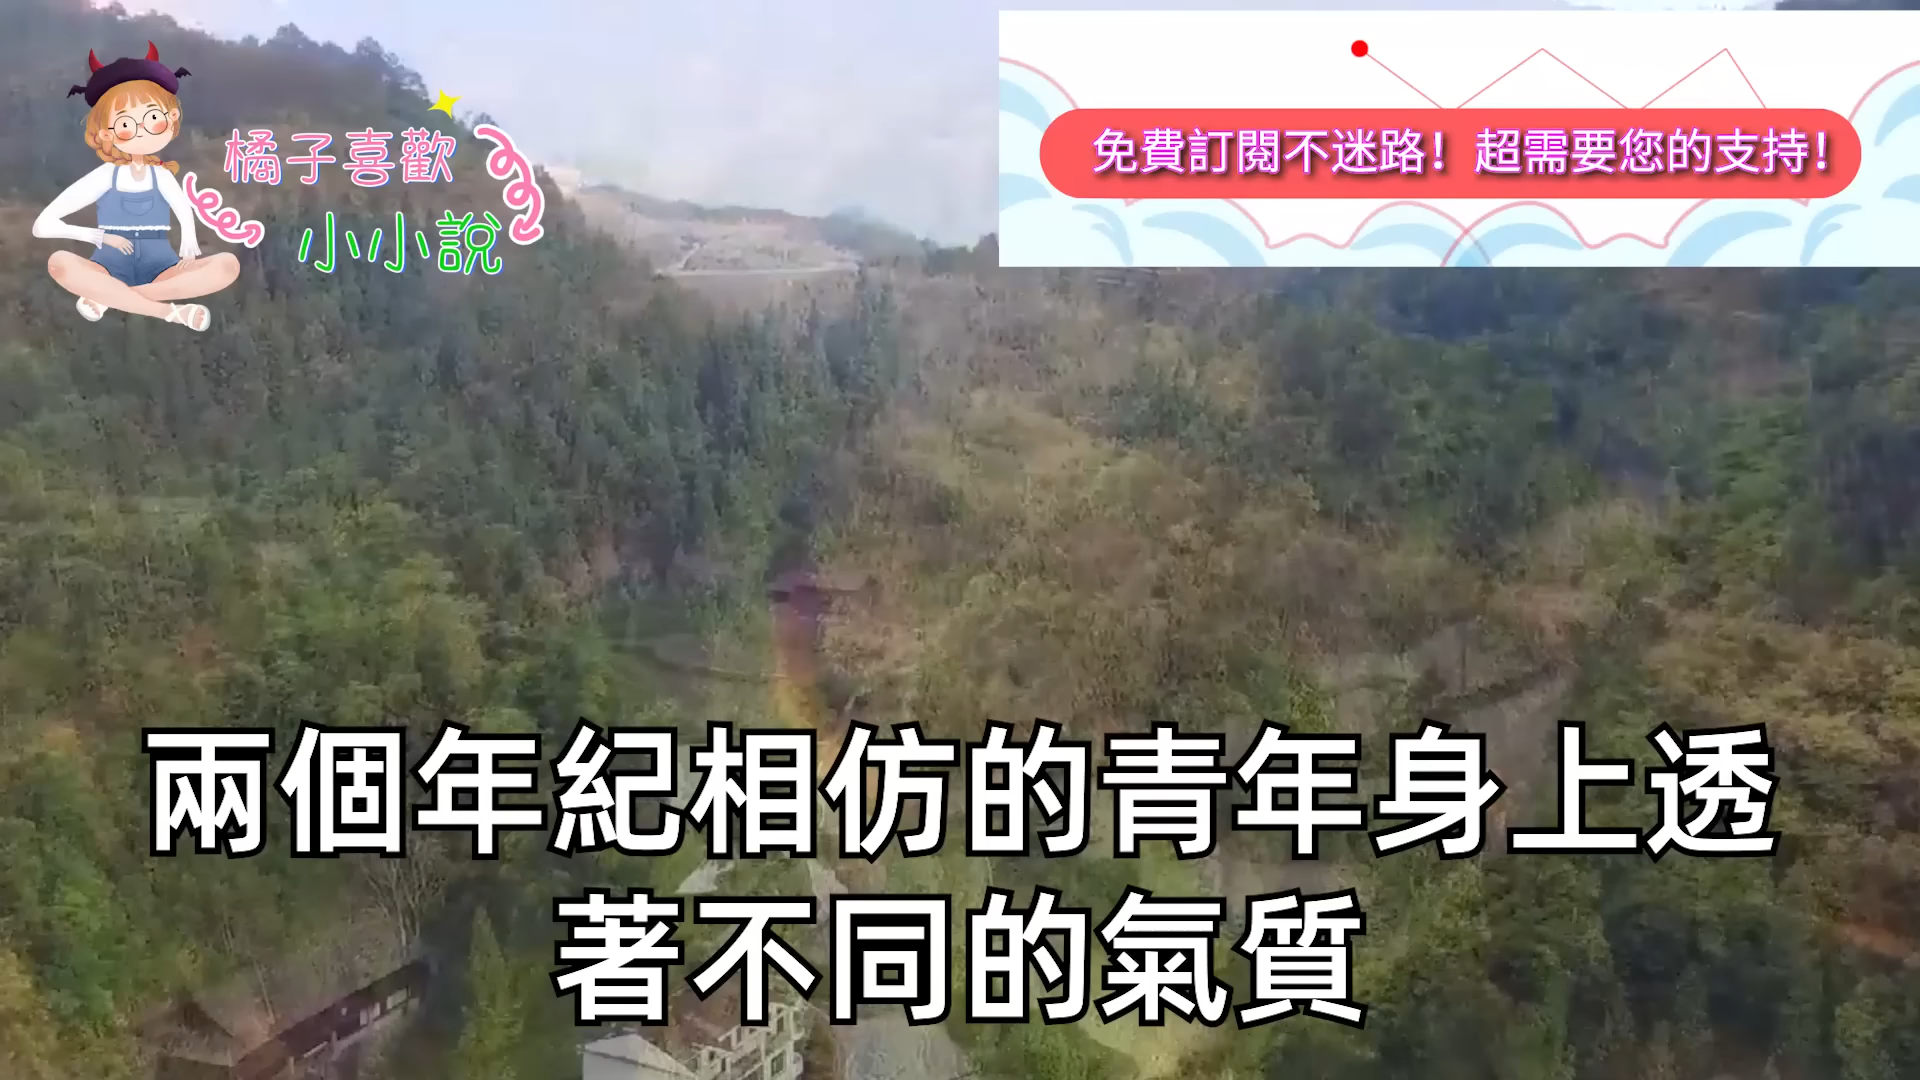 橘子喜歡
小小說
免費訂閱不迷路！超需要您的支持！
兩個年紀相仿的青年身上透
著不同的氣質